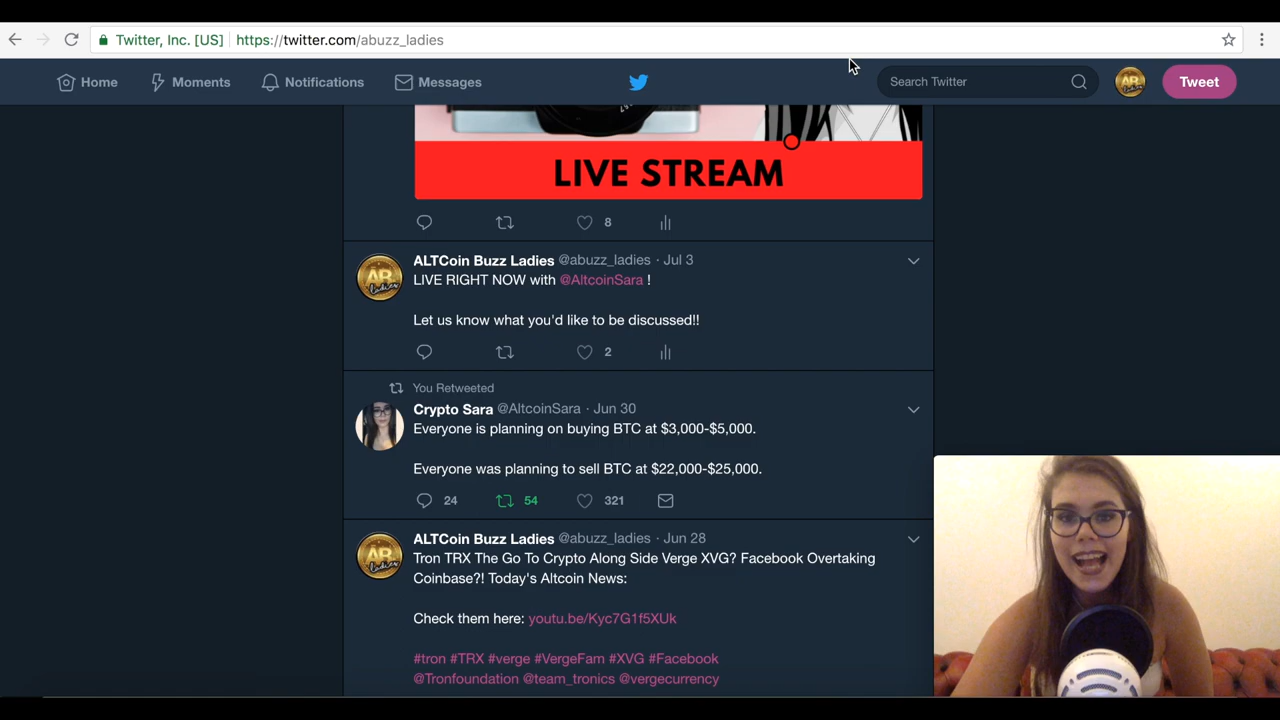 Twitter, Inc. [US] https://twitter.com/abuzz_ladies
Home Moments Notifications Messages Search Twitter Tweet
LIVE STREAM
8
ALTCoin Buzz Ladies @abuzz_ladies · Jul 3
LIVE RIGHT NOW with @AltcoinSara !
Let us know what you'd like to be discussed!!
2
You Retweeted
Crypto Sara @AltcoinSara · Jun 30
Everyone is planning on buying BTC at $3,000-$5,000.
Everyone was planning to sell BTC at $22,000-$25,000.
24 54 321
ALTCoin Buzz Ladies @abuzz_ladies · Jun 28
Tron TRX The Go To Crypto Along Side Verge XVG? Facebook Overtaking
Coinbase?! Today's Altcoin News:
Check them here: youtu.be/Kyc7G1f5XUk
#tron #TRX #verge #VergeFam #XVG #Facebook
@Tronfoundation @team_tronics @vergecurrency